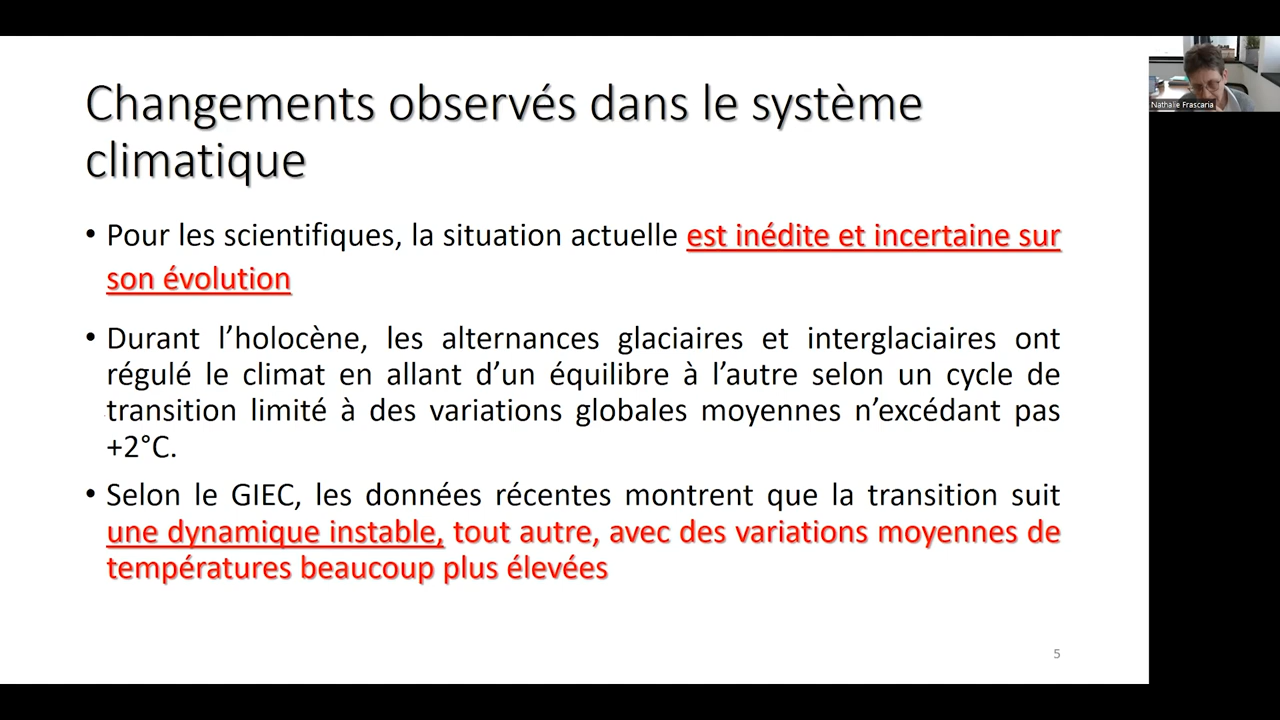 Changements observés dans le système
climatique
• Pour les scientifiques, la situation actuelle est inédite et incertaine sur
son évolution
• Durant l’holocène, les alternances glaciaires et interglaciaires ont
régulé le climat en allant d’un équilibre à l’autre selon un cycle de
transition limité à des variations globales moyennes n’excédant pas
+2°C.
• Selon le GIEC, les données récentes montrent que la transition suit
une dynamique instable, tout autre, avec des variations moyennes de
températures beaucoup plus élevées
5
Nathalie Frascaria